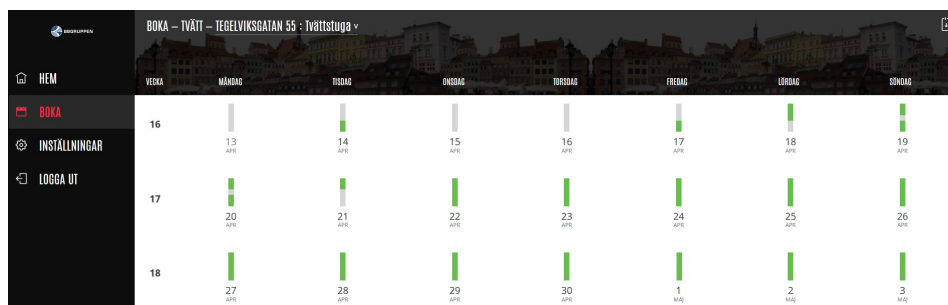 BOKA – TVÄTT – TEGELVIKSGATAN 55 : Tvättstuga
BBGRUPPEN
HEM
BOKA
INSTÄLLNINGAR
LOGGA UT
VECKA MÅNDAG TISDAG ONSDAG TORSDAG FREDAG LÖRDAG SÖNDAG
16
13 14 15 16 17 18 19
APR APR APR APR APR APR APR
17
20 21 22 23 24 25 26
APR APR APR APR APR APR APR
18
27 28 29 30 1 2 3
APR APR APR APR MAJ MAJ MAJ